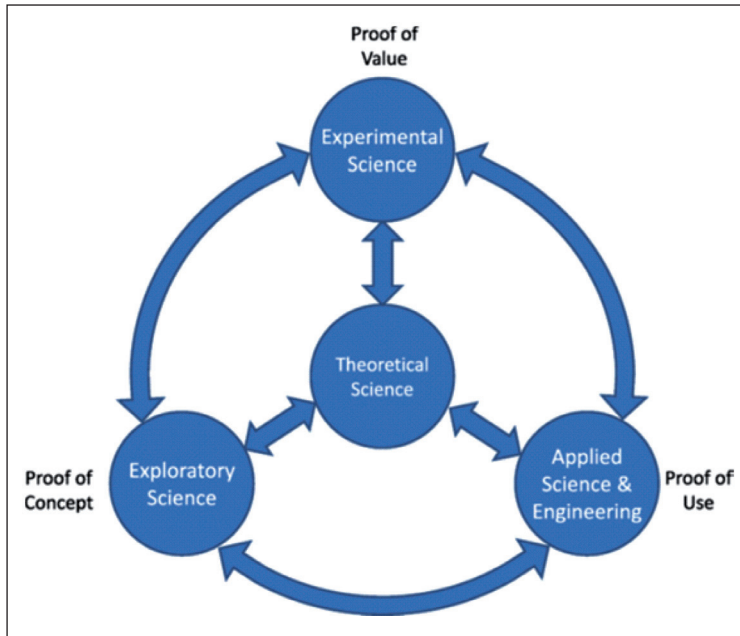 Proof of
Value
Experimental
Science
Theoretical
Science
Proof of
Concept
Exploratory
Science
Applied
Science &
Engineering
Proof of
Use